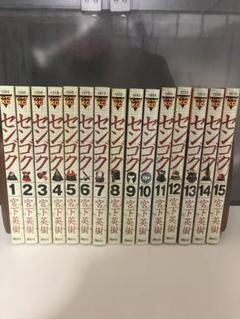 センゴク 1 宮下英樹
センゴク 2 宮下英樹
センゴク 3 宮下英樹
センゴク 4 宮下英樹
センゴク 5 宮下英樹
センゴク 6 宮下英樹
センゴク 7 宮下英樹
センゴク 8 宮下英樹
センゴク 9 宮下英樹
センゴク 10 宮下英樹
センゴク 11 宮下英樹
センゴク 12 宮下英樹
センゴク 13 宮下英樹
センゴク 14 宮下英樹
センゴク 15 宮下英樹